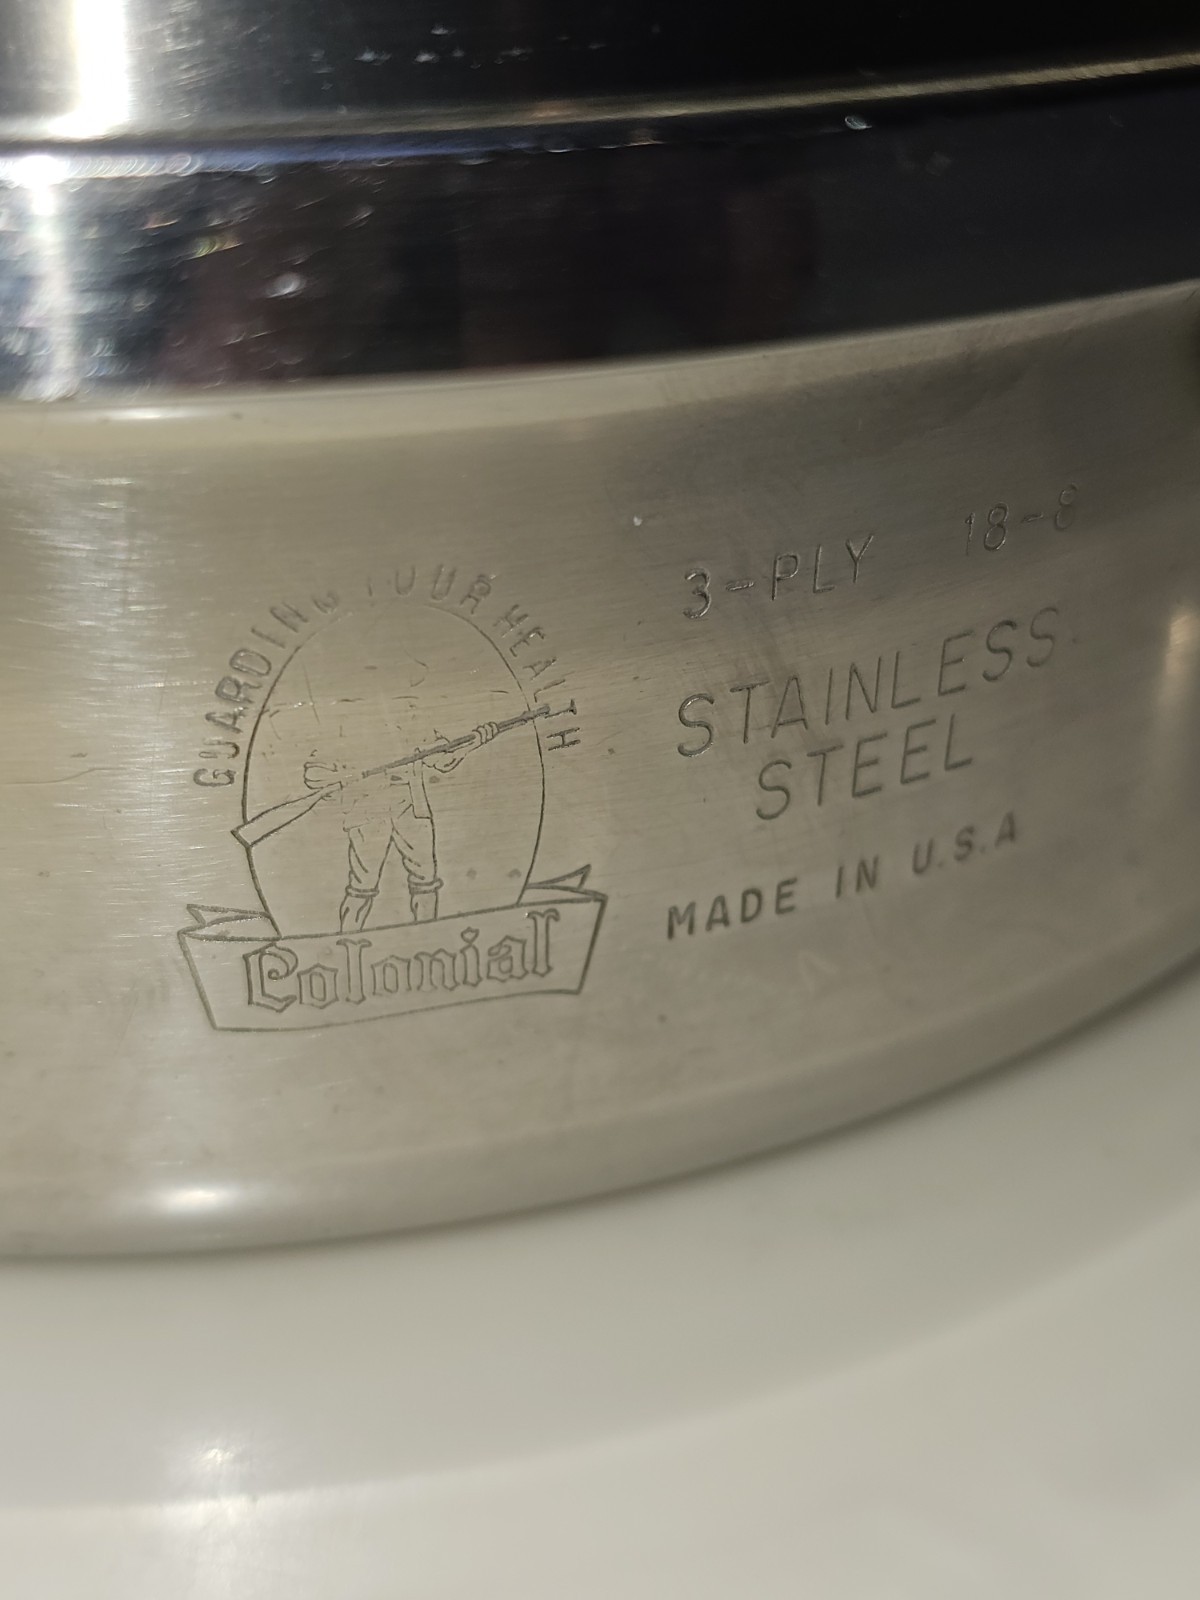 GUARDING YOUR HEALTH
Colonial
3-PLY 18-8
STAINLESS
STEEL
MADE IN U.S.A